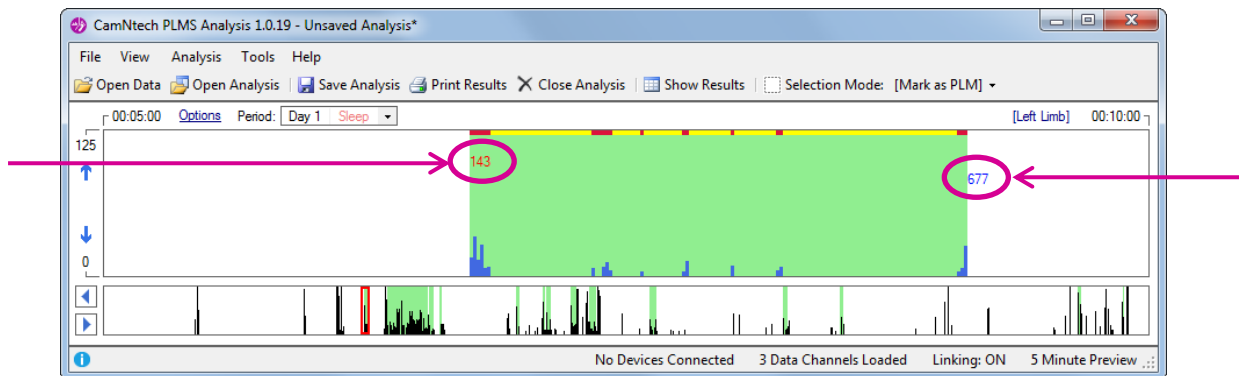 CamNtech PLMS Analysis 1.0.19 - Unsaved Analysis*
File View Analysis Tools Help
Open Data Open Analysis Save Analysis Print Results Close Analysis Show Results Selection Mode: [Mark as PLM]
00:05:00 Options Period: Day 1 Sleep [Left Limb] 00:10:00
125
143
677
0
No Devices Connected 3 Data Channels Loaded Linking: ON 5 Minute Preview